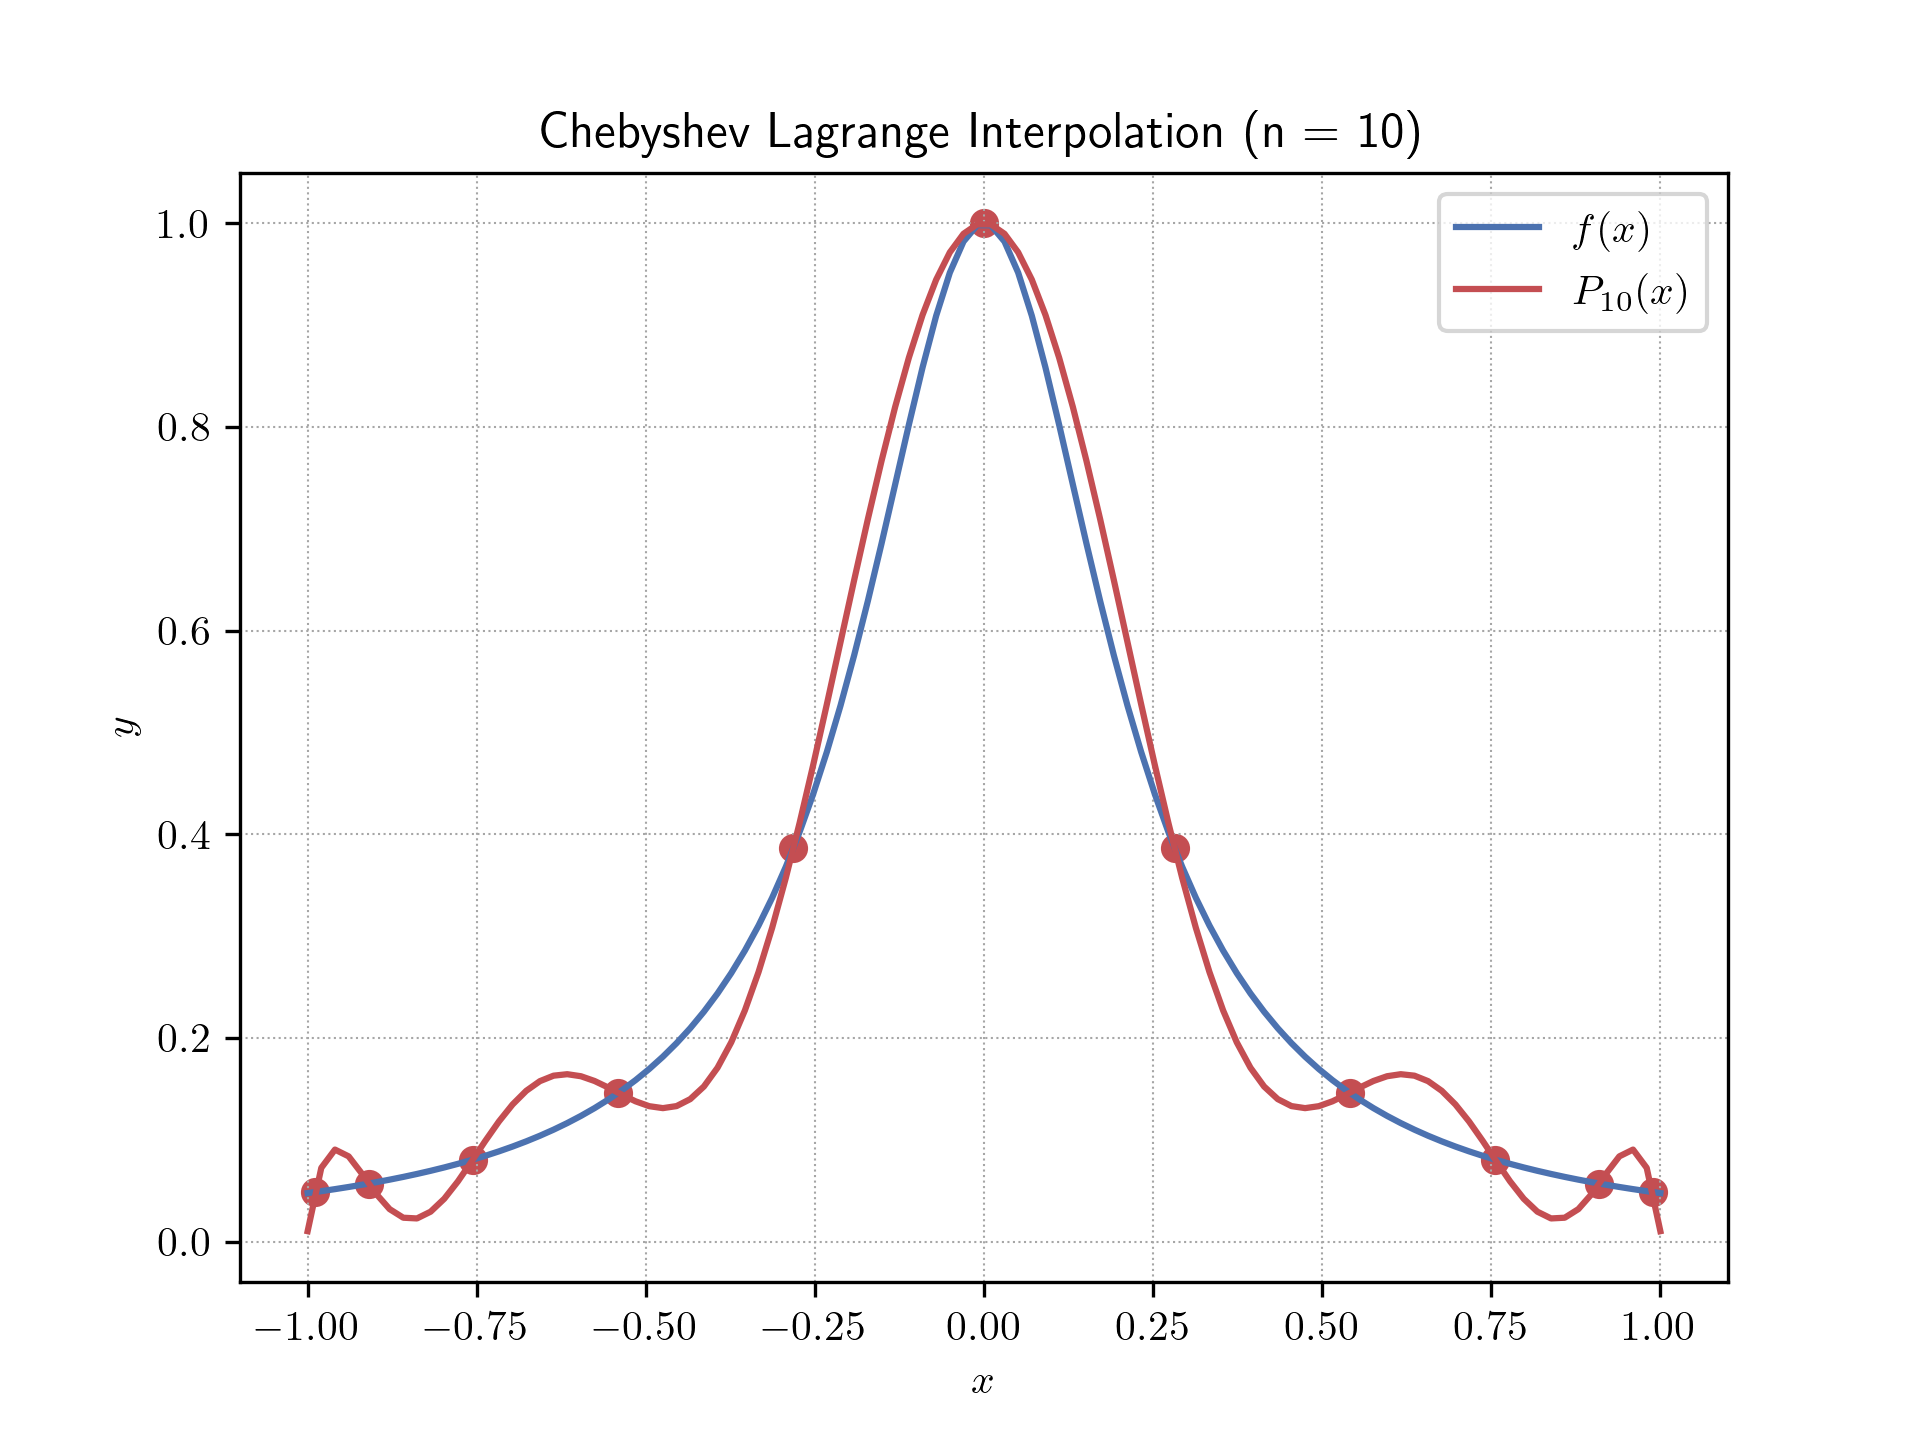 Chebyshev Lagrange Interpolation (n = 10)
f(x)
P₁₀(x)
1.0
0.8
0.6
0.4
0.2
0.0
y
−1.00 −0.75 −0.50 −0.25 0.00 0.25 0.50 0.75 1.00
x